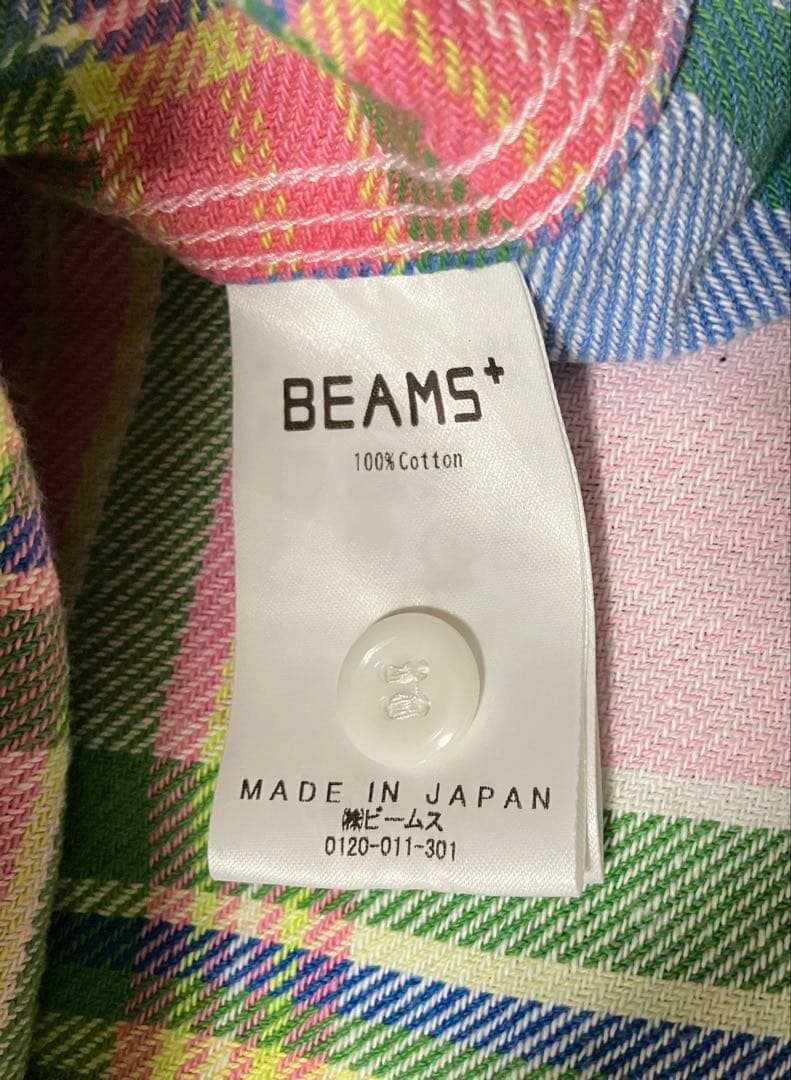 BEAMS+
100% Cotton
MADE IN JAPAN
㈱ビームス
0120-011-301